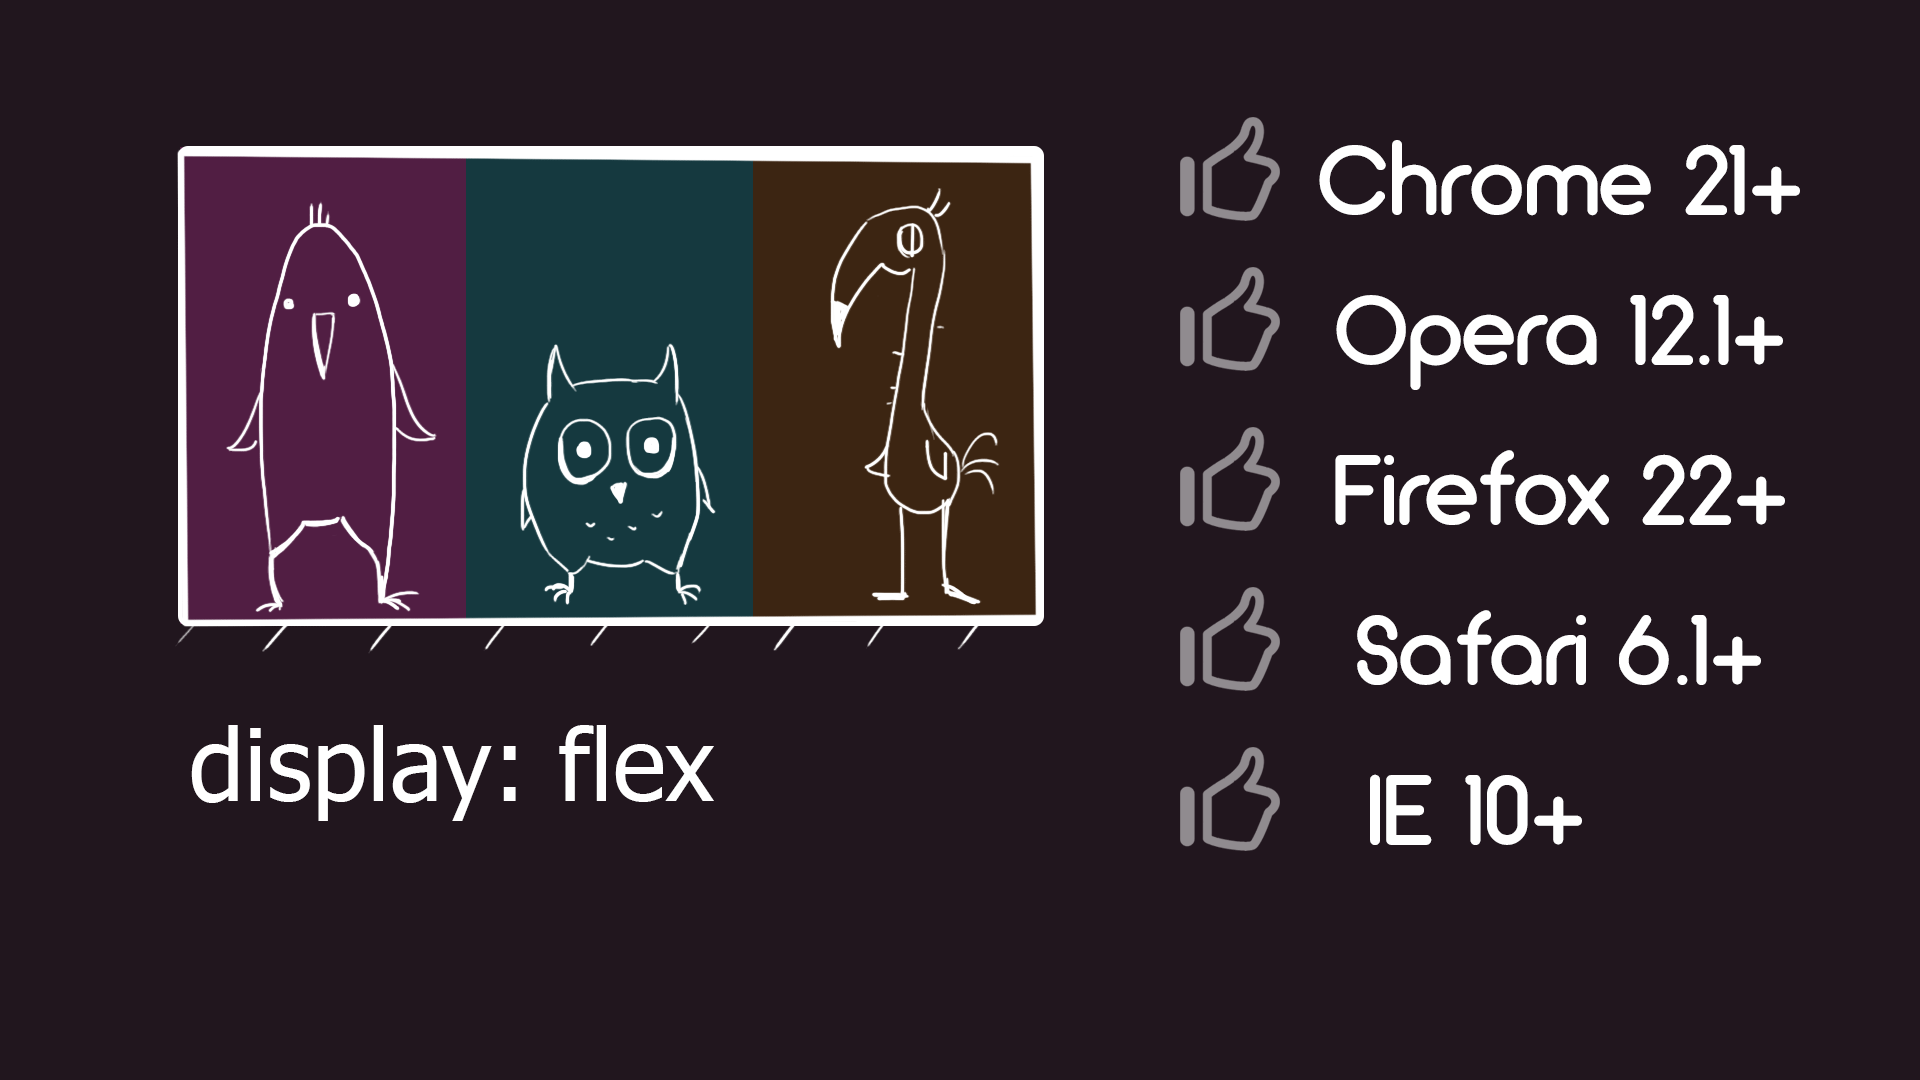 display: flex
Chrome 21+
Opera 12.1+
Firefox 22+
Safari 6.1+
IE 10+